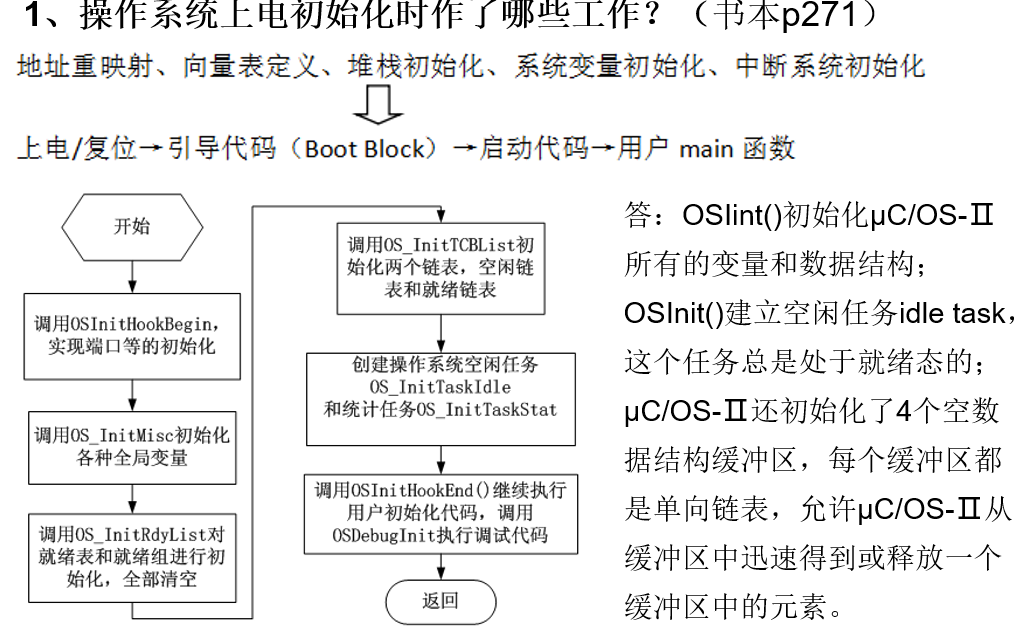 1、操作系统上电初始化时作了哪些工作？（书本p271）
地址重映射、向量表定义、堆栈初始化、系统变量初始化、中断系统初始化
上电/复位→引导代码（Boot Block）→启动代码→用户 main 函数
开始
调用OSInitHookBegin，
实现端口等的初始化
调用OS_InitMisc初始化
各种全局变量
调用OS_InitRdyList对
就绪表和就绪组进行初
始化，全部清空
调用OS_InitTCBList初
始化两个链表，空闲链
表和就绪链表
创建操作系统空闲任务
OS_InitTaskIdle
和统计任务OS_InitTaskStat
调用OSInitHookEnd()继续执行
用户初始化代码，调用
OSDebugInit执行调试代码
返回
答：OSIint()初始化μC/OS-Ⅱ
所有的变量和数据结构；
OSInit()建立空闲任务idle task，
这个任务总是处于就绪态的；
μC/OS-Ⅱ还初始化了4个空数
据结构缓冲区，每个缓冲区都
是单向链表，允许μC/OS-Ⅱ从
缓冲区中迅速得到或释放一个
缓冲区中的元素。